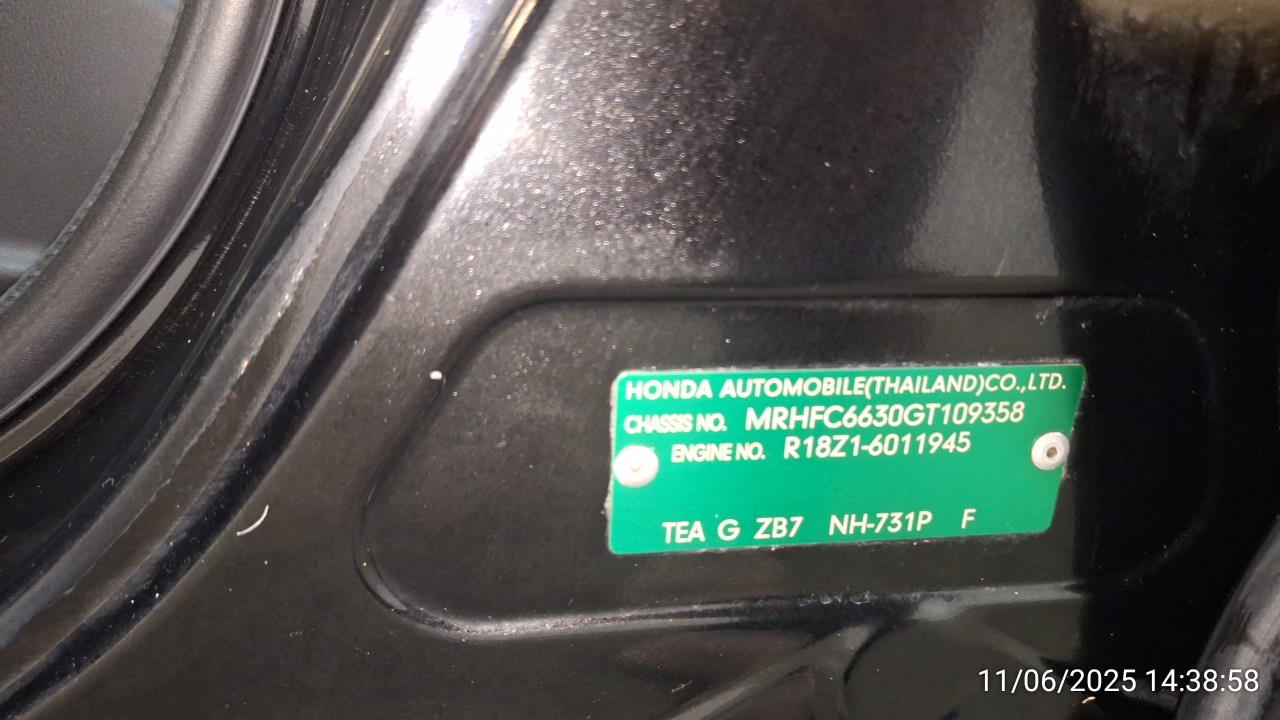 HONDA AUTOMOBILE(THAILAND)CO.,LTD.
CHASSIS NO. MRHFC6630GT109358
ENGINE NO. R18Z1-6011945
TEA G ZB7 NH-731P F
11/06/2025 14:38:58